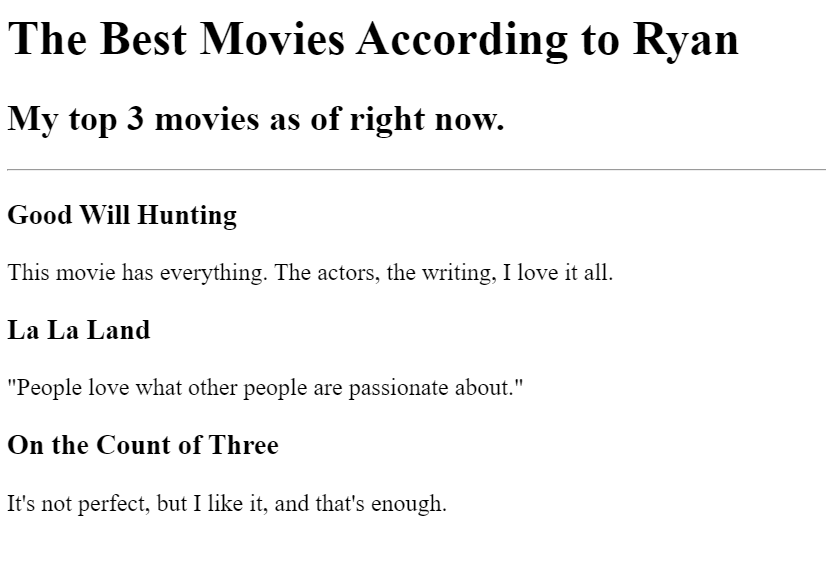 The Best Movies According to Ryan
My top 3 movies as of right now.
Good Will Hunting
This movie has everything. The actors, the writing, I love it all.
La La Land
"People love what other people are passionate about."
On the Count of Three
It's not perfect, but I like it, and that's enough.